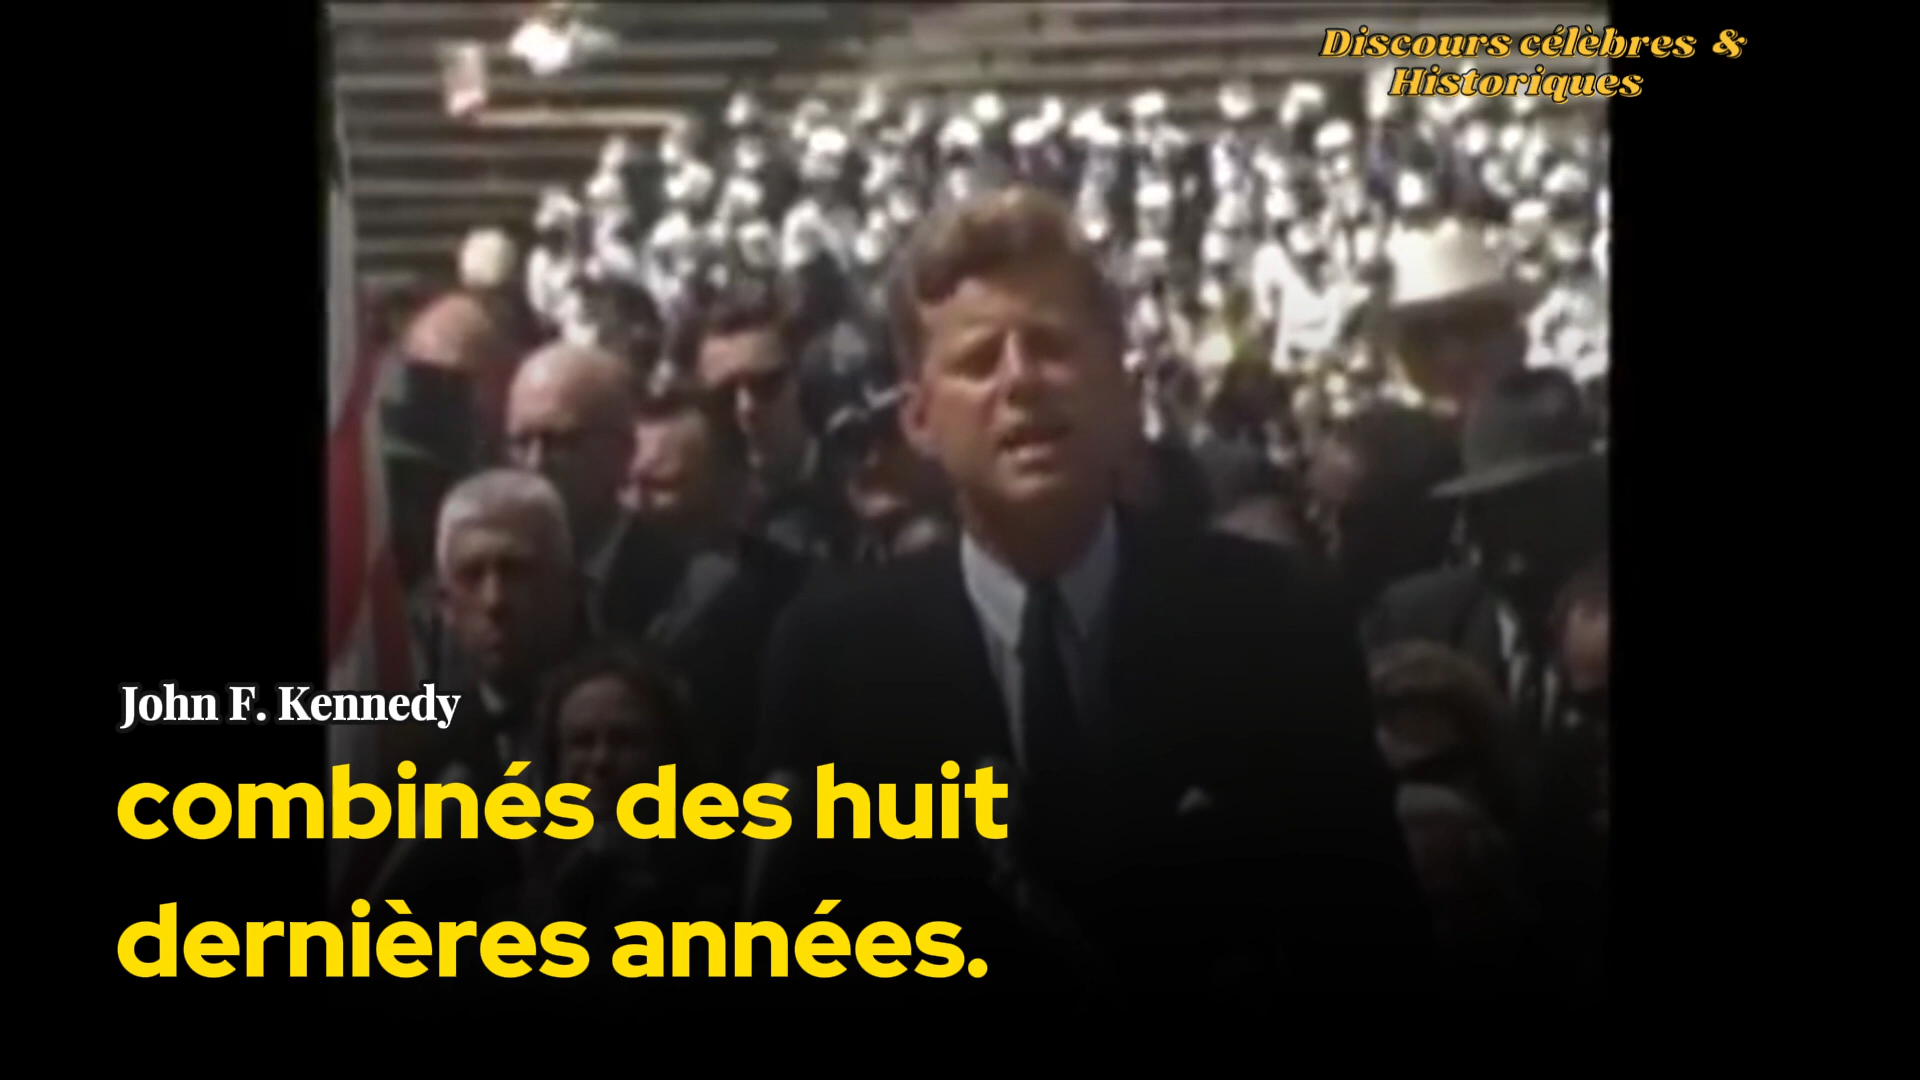 Discours célèbres &
Historiques
John F. Kennedy
combinés des huit
dernières années.